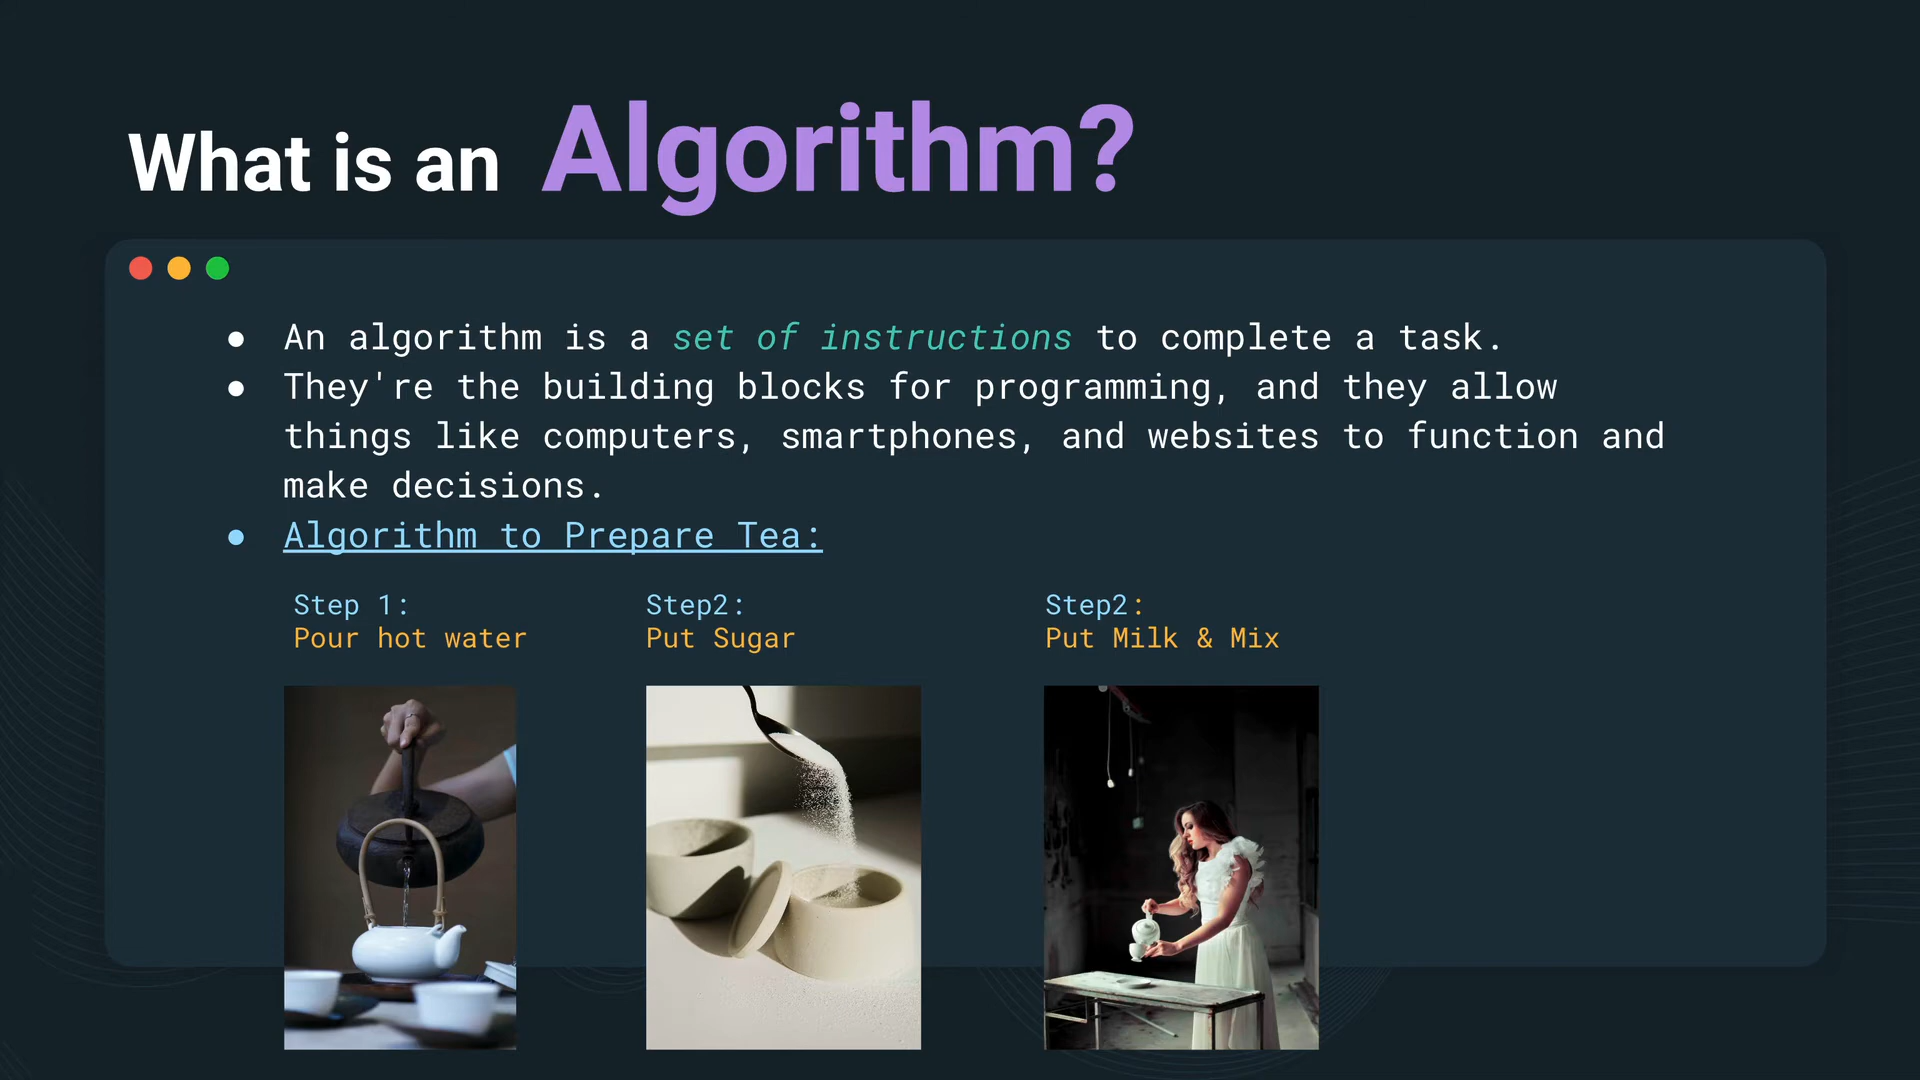 What is an Algorithm?
● An algorithm is a set of instructions to complete a task.
● They're the building blocks for programming, and they allow
things like computers, smartphones, and websites to function and
make decisions.
● Algorithm to Prepare Tea:
Step 1:
Pour hot water
Step2:
Put Sugar
Step2:
Put Milk & Mix